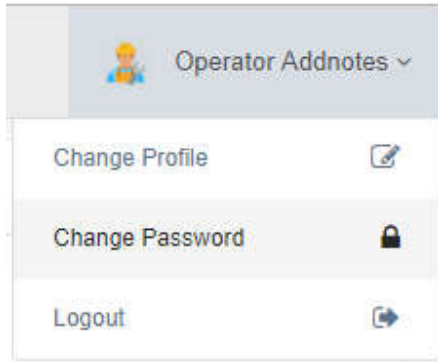 Operator Addnotes
Change Profile
Change Password
Logout